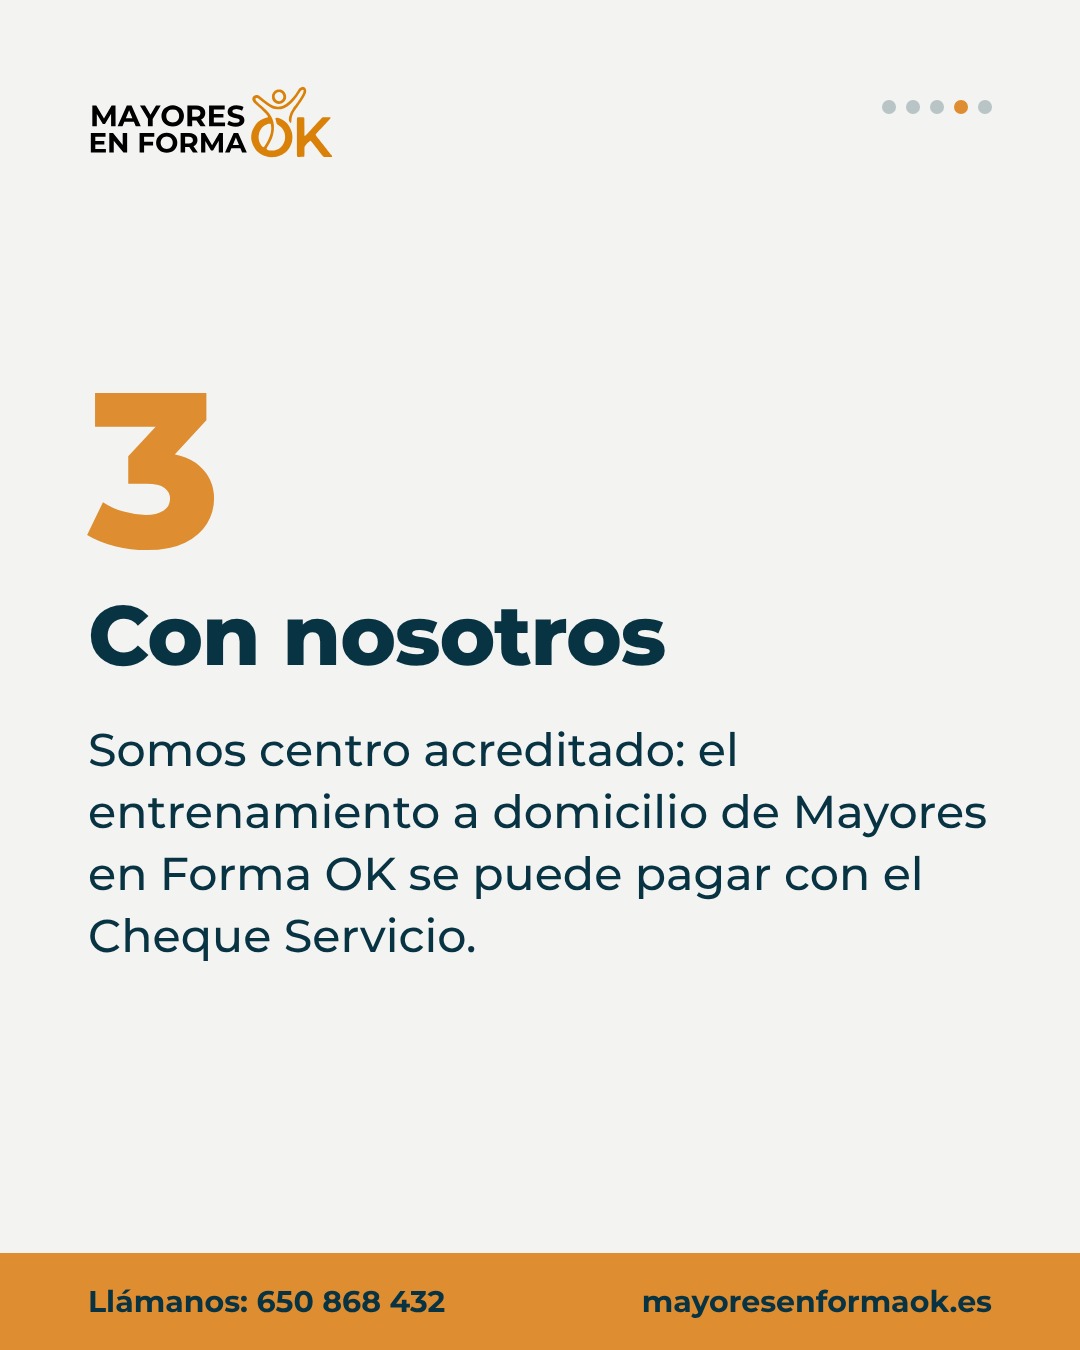 MAYORES
EN FORMA OK
3
Con nosotros
Somos centro acreditado: el
entrenamiento a domicilio de Mayores
en Forma OK se puede pagar con el
Cheque Servicio.
Llámanos: 650 868 432
mayoresenformaok.es